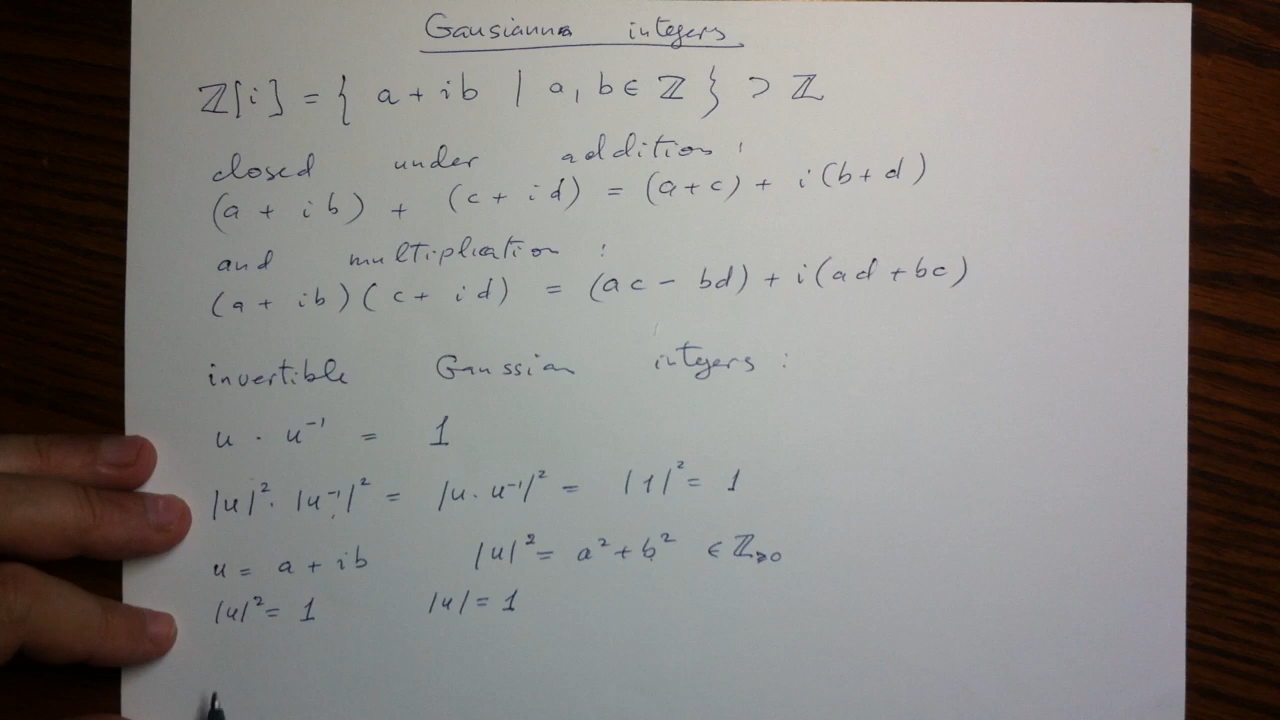 Gausianna integers
ℤ[i] = { a + ib | a, b ∈ ℤ } ⊃ ℤ
closed under addition :
(a + ib) + (c + id) = (a+c) + i(b+d)
and multiplication :
(a + ib)(c + id) = (ac - bd) + i(ad + bc)
invertible Gaussian integers :
u · u⁻¹ = 1
|u|² · |u⁻¹|² = |u · u⁻¹|² = |1|² = 1
u = a + ib |u|² = a² + b² ∈ ℤ≥0
|u|² = 1 |u| = 1